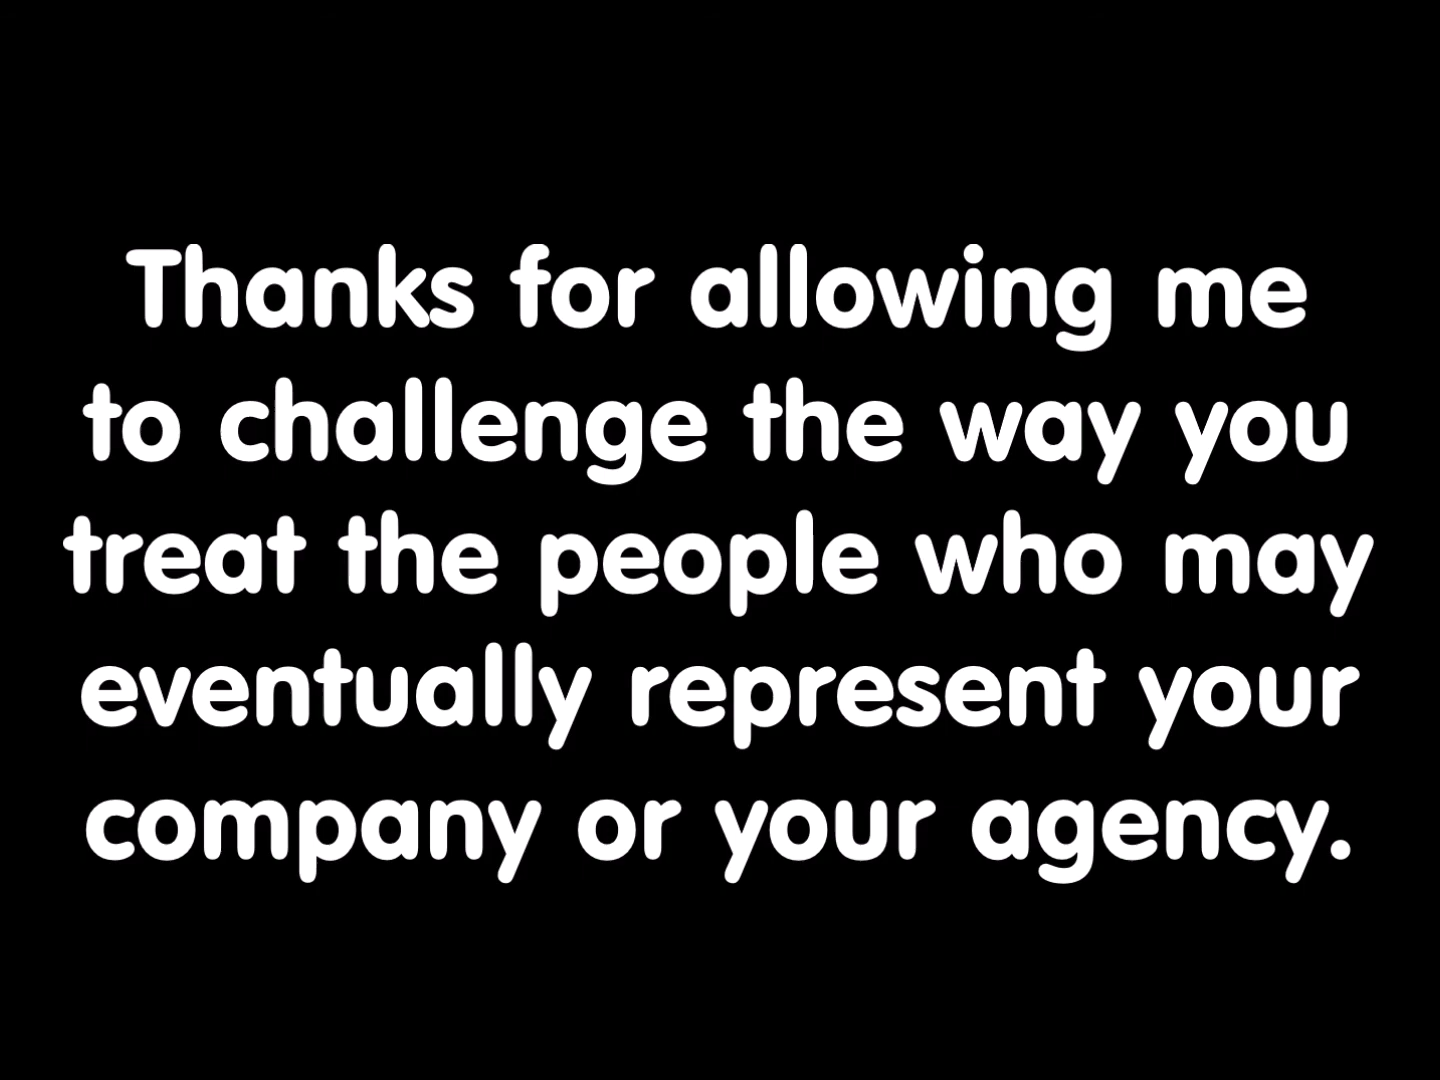 Thanks for allowing me
to challenge the way you
treat the people who may
eventually represent your
company or your agency.